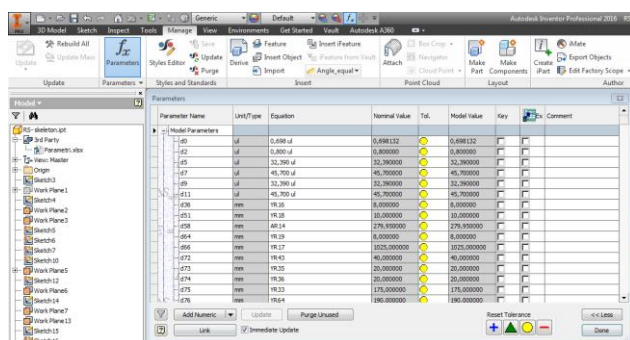 Generic Default Autodesk Inventor Professional 2016 RS
3D Model Sketch Inspect Tools Manage View Environments Get Started Vault Autodesk A360
Update Rebuild All Update Mass Parameters Styles Editor Save Update Purge Derive Feature Insert Object Import Insert iFeature Feature from Vault Angle_equal Attach Box Crop Navigator Cloud Point Make Part Make Components Create iPart iMate Export Objects Edit Factory Scope
Update Parameters Styles and Standards Insert Point Cloud Layout Author
Model
RS- skeleton.ipt
3rd Party
Parametri.xlsx
View: Master
Origin
Sketch3
Work Plane1
Sketch4
Work Plane2
Work Plane3
Sketch5
Sketch6
Sketch7
Sketch10
Work Plane5
Sketch12
Work Plane6
Sketch14
Work Plane7
Work Plane13
Sketch15
Parameters
Parameter Name Unit/Type Equation Nominal Value Tol. Model Value Key Ex Comment
Model Parameters
d0 ul 0,698 ul 0,698132 0,698132
d2 ul 0,800 ul 0,800000 0,800000
d5 ul 32,390 ul 32,390000 32,390000
d7 ul 45,700 ul 45,700000 45,700000
d9 ul 32,390 ul 32,390000 32,390000
d11 ul 45,700 ul 45,700000 45,700000
d36 mm YR16 8,000000 8,000000
d51 mm YR18 10,000000 10,000000
d58 mm AR14 279,950000 279,950000
d64 mm YR19 8,000000 8,000000
d66 mm YR17 1025,000000 1025,000000
d72 mm YR43 40,000000 40,000000
d73 mm YR35 20,000000 20,000000
d74 mm YR36 20,000000 20,000000
d75 mm YR33 175,000000 175,000000
d76 mm YR64 190,000000 190,000000
Add Numeric Update Purge Unused Reset Tolerance << Less
Link Immediate Update Done